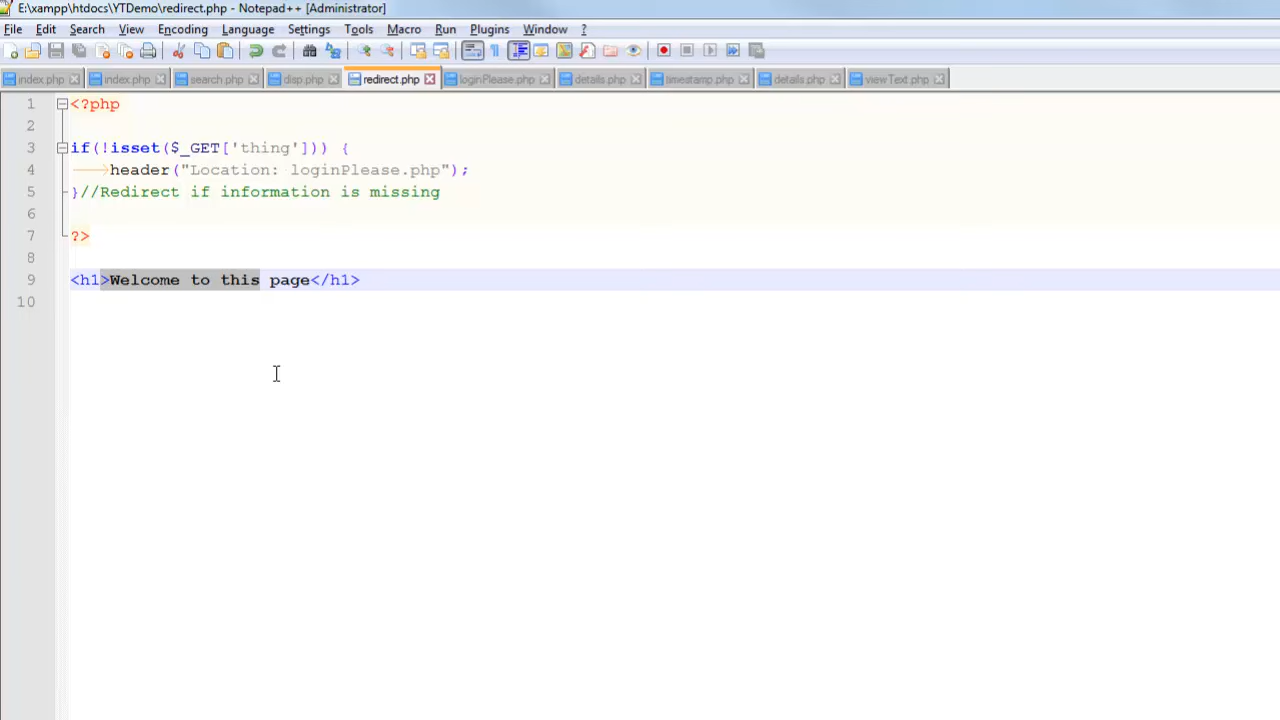 E:\xampp\htdocs\YTDemo\redirect.php - Notepad++ [Administrator]
File Edit Search View Encoding Language Settings Tools Macro Run Plugins Window ?
index.php index.php search.php disp.php redirect.php loginPlease.php details.php timestamp.php details.php viewText.php
1 <?php
2
3 if(!isset($_GET['thing'])) {
4 header("Location: loginPlease.php");
5 }//Redirect if information is missing
6
7 ?>
8
9 <h1>Welcome to this page</h1>
10